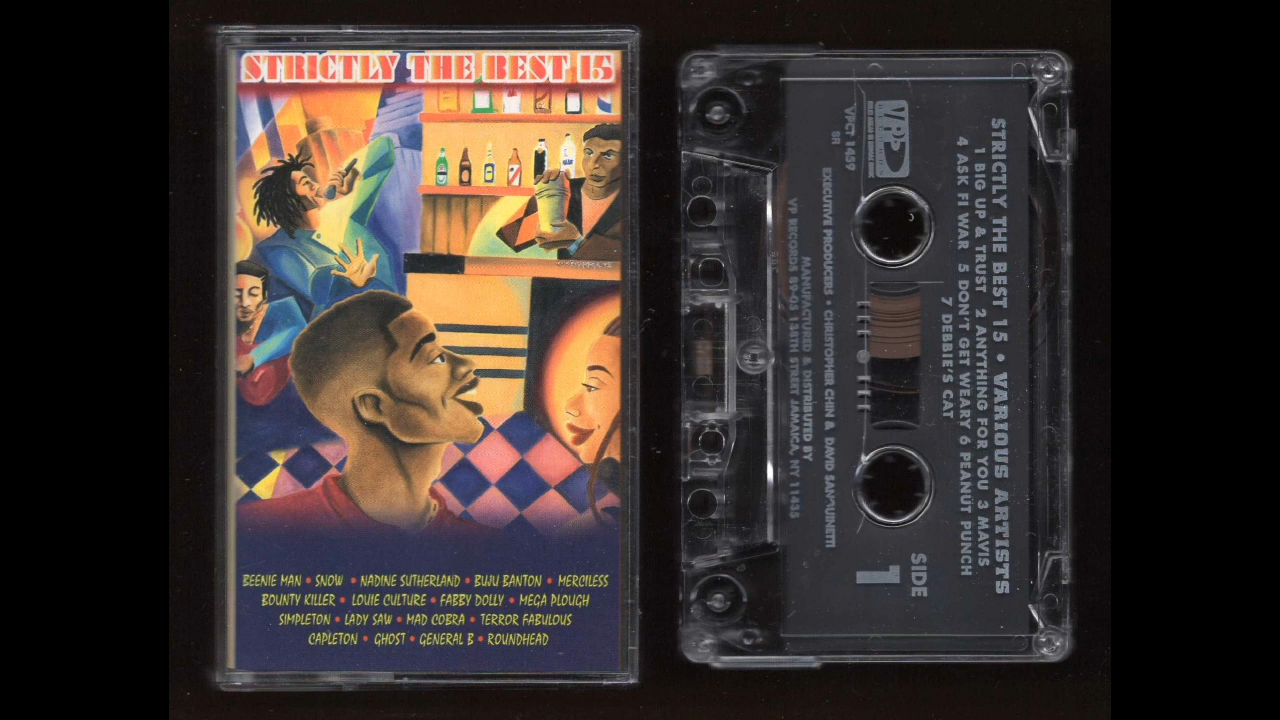 STRICTLY THE BEST 15
BEENIE MAN • SNOW • NADINE SUTHERLAND • BUJU BANTON • MERCILESS
BOUNTY KILLER • LOUIE CULTURE • FABBY DOLLY • MEGA PLOUGH
SIMPLETON • LADY SAW • MAD COBRA • TERROR FABULOUS
CAPLETON • GHOST • GENERAL B • ROUNDHEAD
STRICTLY THE BEST 15 • VARIOUS ARTISTS
1 BIG UP & TRUST 2 ANYTHING FOR YOU 3 MAVIS
4 ASK FI WAR 5 DON'T GET WEARY 6 PEANUT PUNCH
7 DEBBIE'S CAT
VP
SIDE
1
VPCT 1459
SR
EXECUTIVE PRODUCERS • CHRISTOPHER CHIN & DAVID SANGUINETTI
MANUFACTURED & DISTRIBUTED BY
VP RECORDS 89-05 138TH STREET JAMAICA, NY 11435